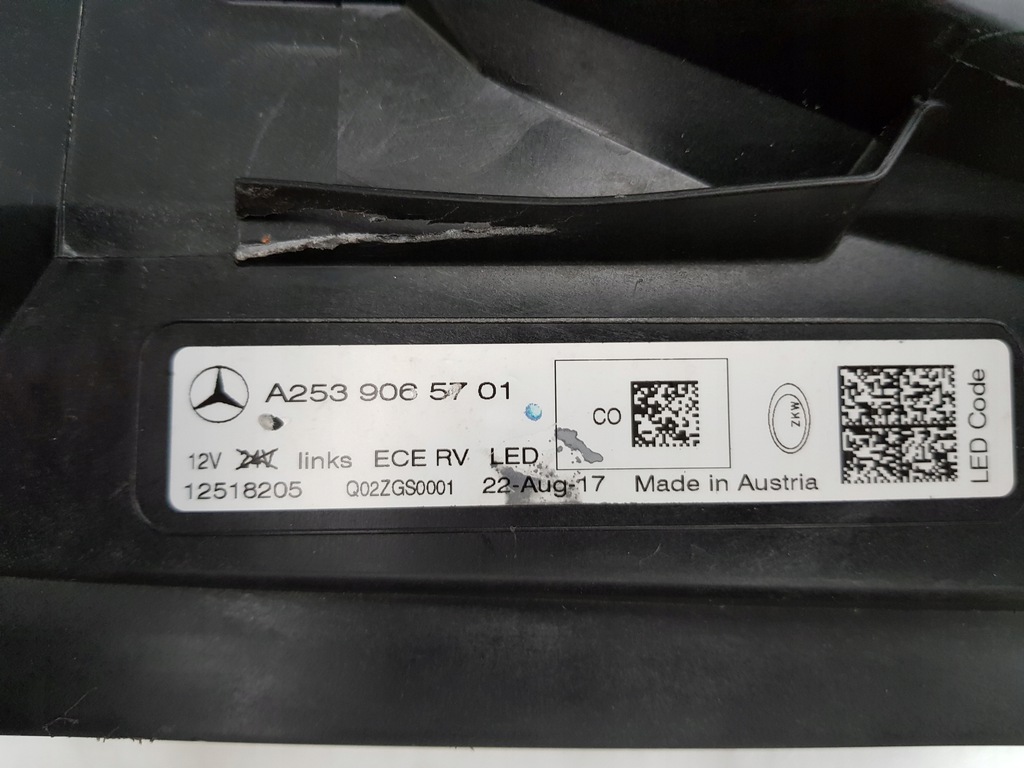 A253 906 57 01
CO
ZKW
12V 24V links ECE RV LED
12518205 Q02ZGS0001 22-Aug-17 Made in Austria
LED Code